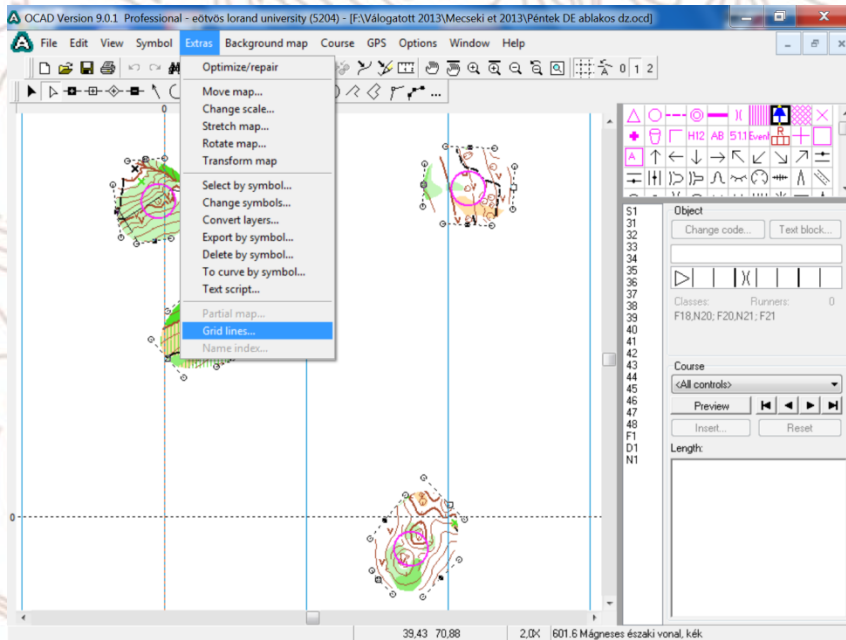 OCAD Version 9.0.1 Professional - eötvös lorand university (5204) - [F:\Válogatott 2013\Mecseki et 2013\Péntek DE ablakos dz.ocd]
File Edit View Symbol Extras Background map Course GPS Options Window Help
0 1 2
Optimize/repair
Move map...
Change scale...
Stretch map...
Rotate map...
Transform map
Select by symbol...
Change symbols...
Convert layers...
Export by symbol...
Delete by symbol...
To curve by symbol...
Text script...
Partial map...
Grid lines...
Name index...
0
0
H12 AB 511 Even
R
A
S1
31
32
33
34
35
36
37
38
39
40
41
42
43
44
45
46
47
48
F1
D1
N1
Object
Change code... Text block...
Classes: Runners: 0
F18,N20; F20,N21; F21
Course
<All controls>
Preview
Insert... Reset
Length:
39,43 70,88 2,0X 601.6 Mágneses északi vonal, kék